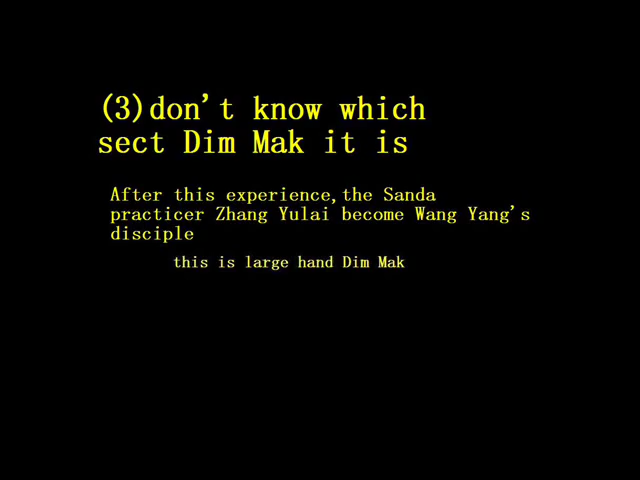 (3)don't know which
sect Dim Mak it is
After this experience,the Sanda
practicer Zhang Yulai become Wang Yang's
disciple
this is large hand Dim Mak